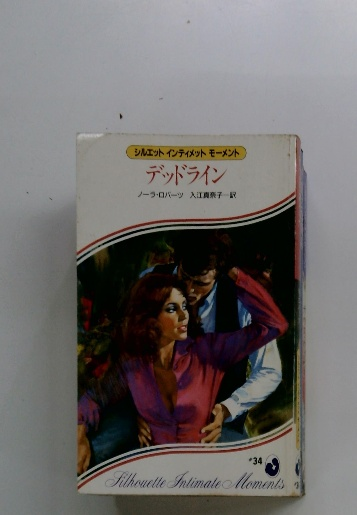 シルエット インティメット モーメント
デッドライン
ノーラ・ロバーツ 入江真奈子=訳
#34
Silhouette Intimate Moments